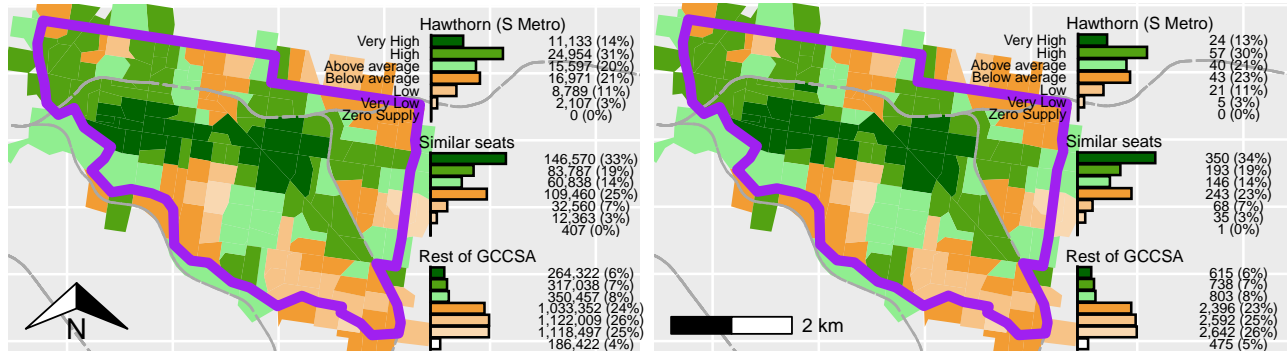 Hawthorn (S Metro)
Very High 11,133 (14%)
High 24,954 (31%)
Above average 15,597 (20%)
Below average 16,971 (21%)
Low 8,789 (11%)
Very Low 2,107 (3%)
Zero Supply 0 (0%)
Similar seats
146,570 (33%)
83,787 (19%)
60,838 (14%)
109,460 (25%)
32,560 (7%)
12,363 (3%)
407 (0%)
Rest of GCCSA
264,322 (6%)
317,038 (7%)
350,457 (8%)
1,033,352 (24%)
1,122,009 (26%)
1,118,497 (25%)
186,422 (4%)
N
Hawthorn (S Metro)
Very High 24 (13%)
High 57 (30%)
Above average 40 (21%)
Below average 43 (23%)
Low 21 (11%)
Very Low 5 (3%)
Zero Supply 0 (0%)
Similar seats
350 (34%)
193 (19%)
146 (14%)
243 (23%)
68 (7%)
35 (3%)
1 (0%)
Rest of GCCSA
615 (6%)
738 (7%)
803 (8%)
2,396 (23%)
2,592 (25%)
2,642 (26%)
475 (5%)
2 km